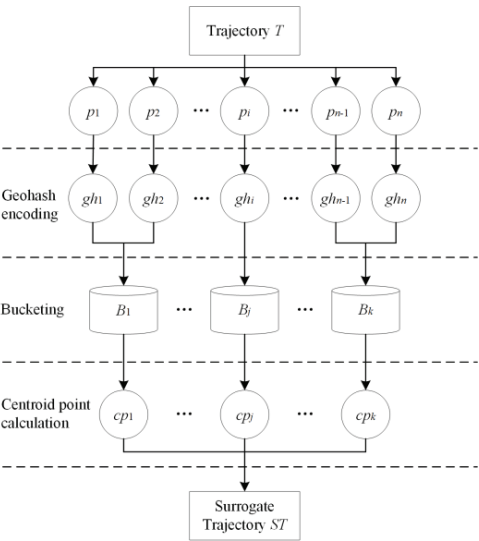 Trajectory T
p1 p2 ... pi ... pn-1 pn
Geohash
encoding
gh1 gh2 ... ghi ... ghn-1 ghn
Bucketing
B1 ... Bj ... Bk
Centroid point
calculation
cp1 ... cpj ... cpk
Surrogate
Trajectory ST